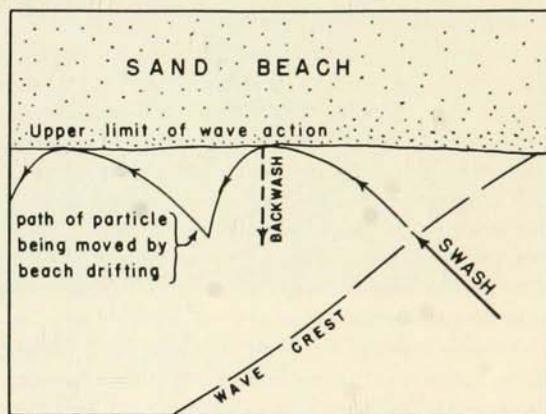 SAND BEACH
Upper limit of wave action
path of particle
being moved by
beach drifting
BACKWASH
SWASH
WAVE CREST